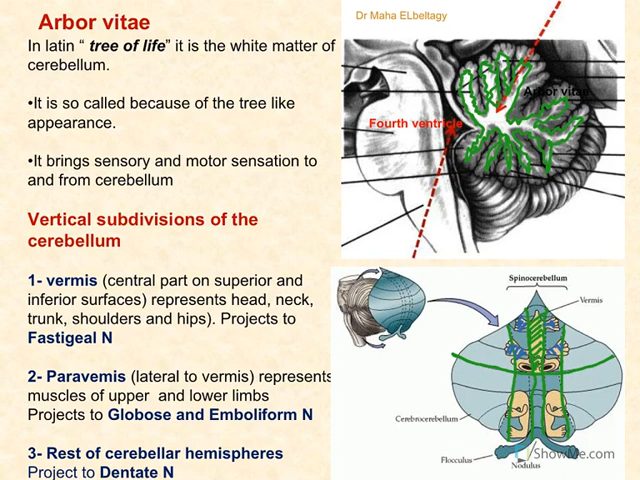 Arbor vitae
In latin “ tree of life” it is the white matter of
cerebellum.
•It is so called because of the tree like
appearance.
•It brings sensory and motor sensation to
and from cerebellum
Vertical subdivisions of the
cerebellum
1- vermis (central part on superior and
inferior surfaces) represents head, neck,
trunk, shoulders and hips). Projects to
Fastigeal N
2- Paravemis (lateral to vermis) represents
muscles of upper  and lower limbs
Projects to Globose and Emboliform N
3- Rest of cerebellar hemispheres
Project to Dentate N
Dr Maha ELbeltagy
Arbor vitae
Fourth ventricle
Spinocerebellum
Vermis
Cerebrocerebellum
Flocculus
Nodulus
ShowMe.com